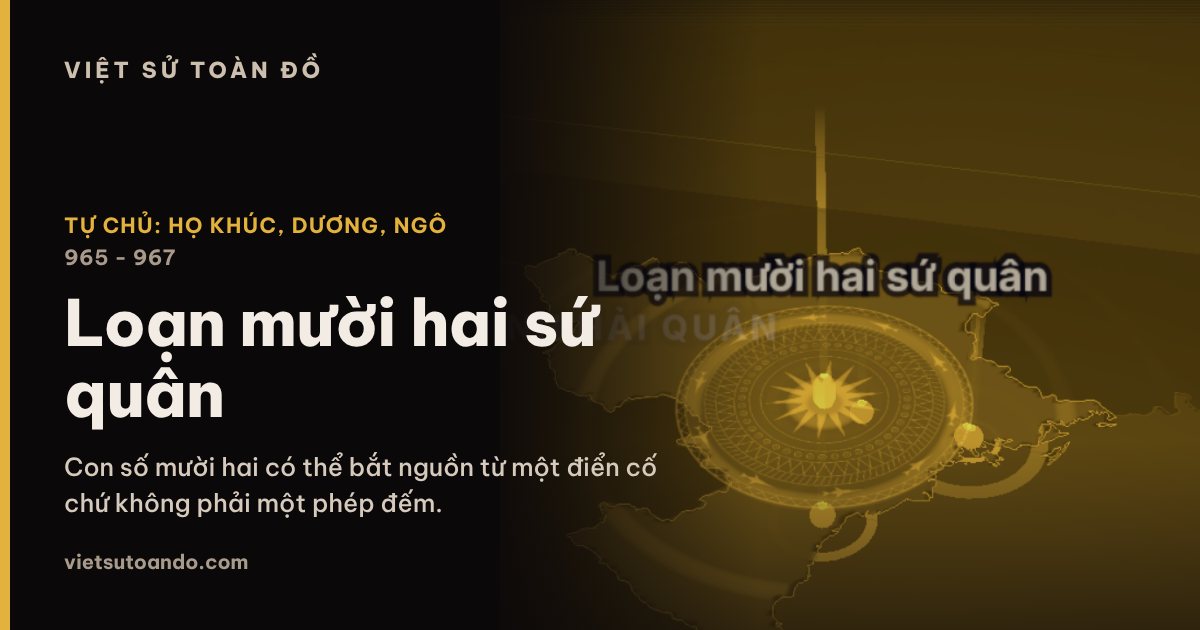 VIỆT SỬ TOÀN ĐỒ
TỰ CHỦ: HỌ KHÚC, DƯƠNG, NGÔ
965 - 967
Loạn mười hai sứ
quân
Con số mười hai có thể bắt nguồn từ một điển cố
chứ không phải một phép đếm.
vietsutoando.com
Loạn mười hai sứ quân
QUÂN